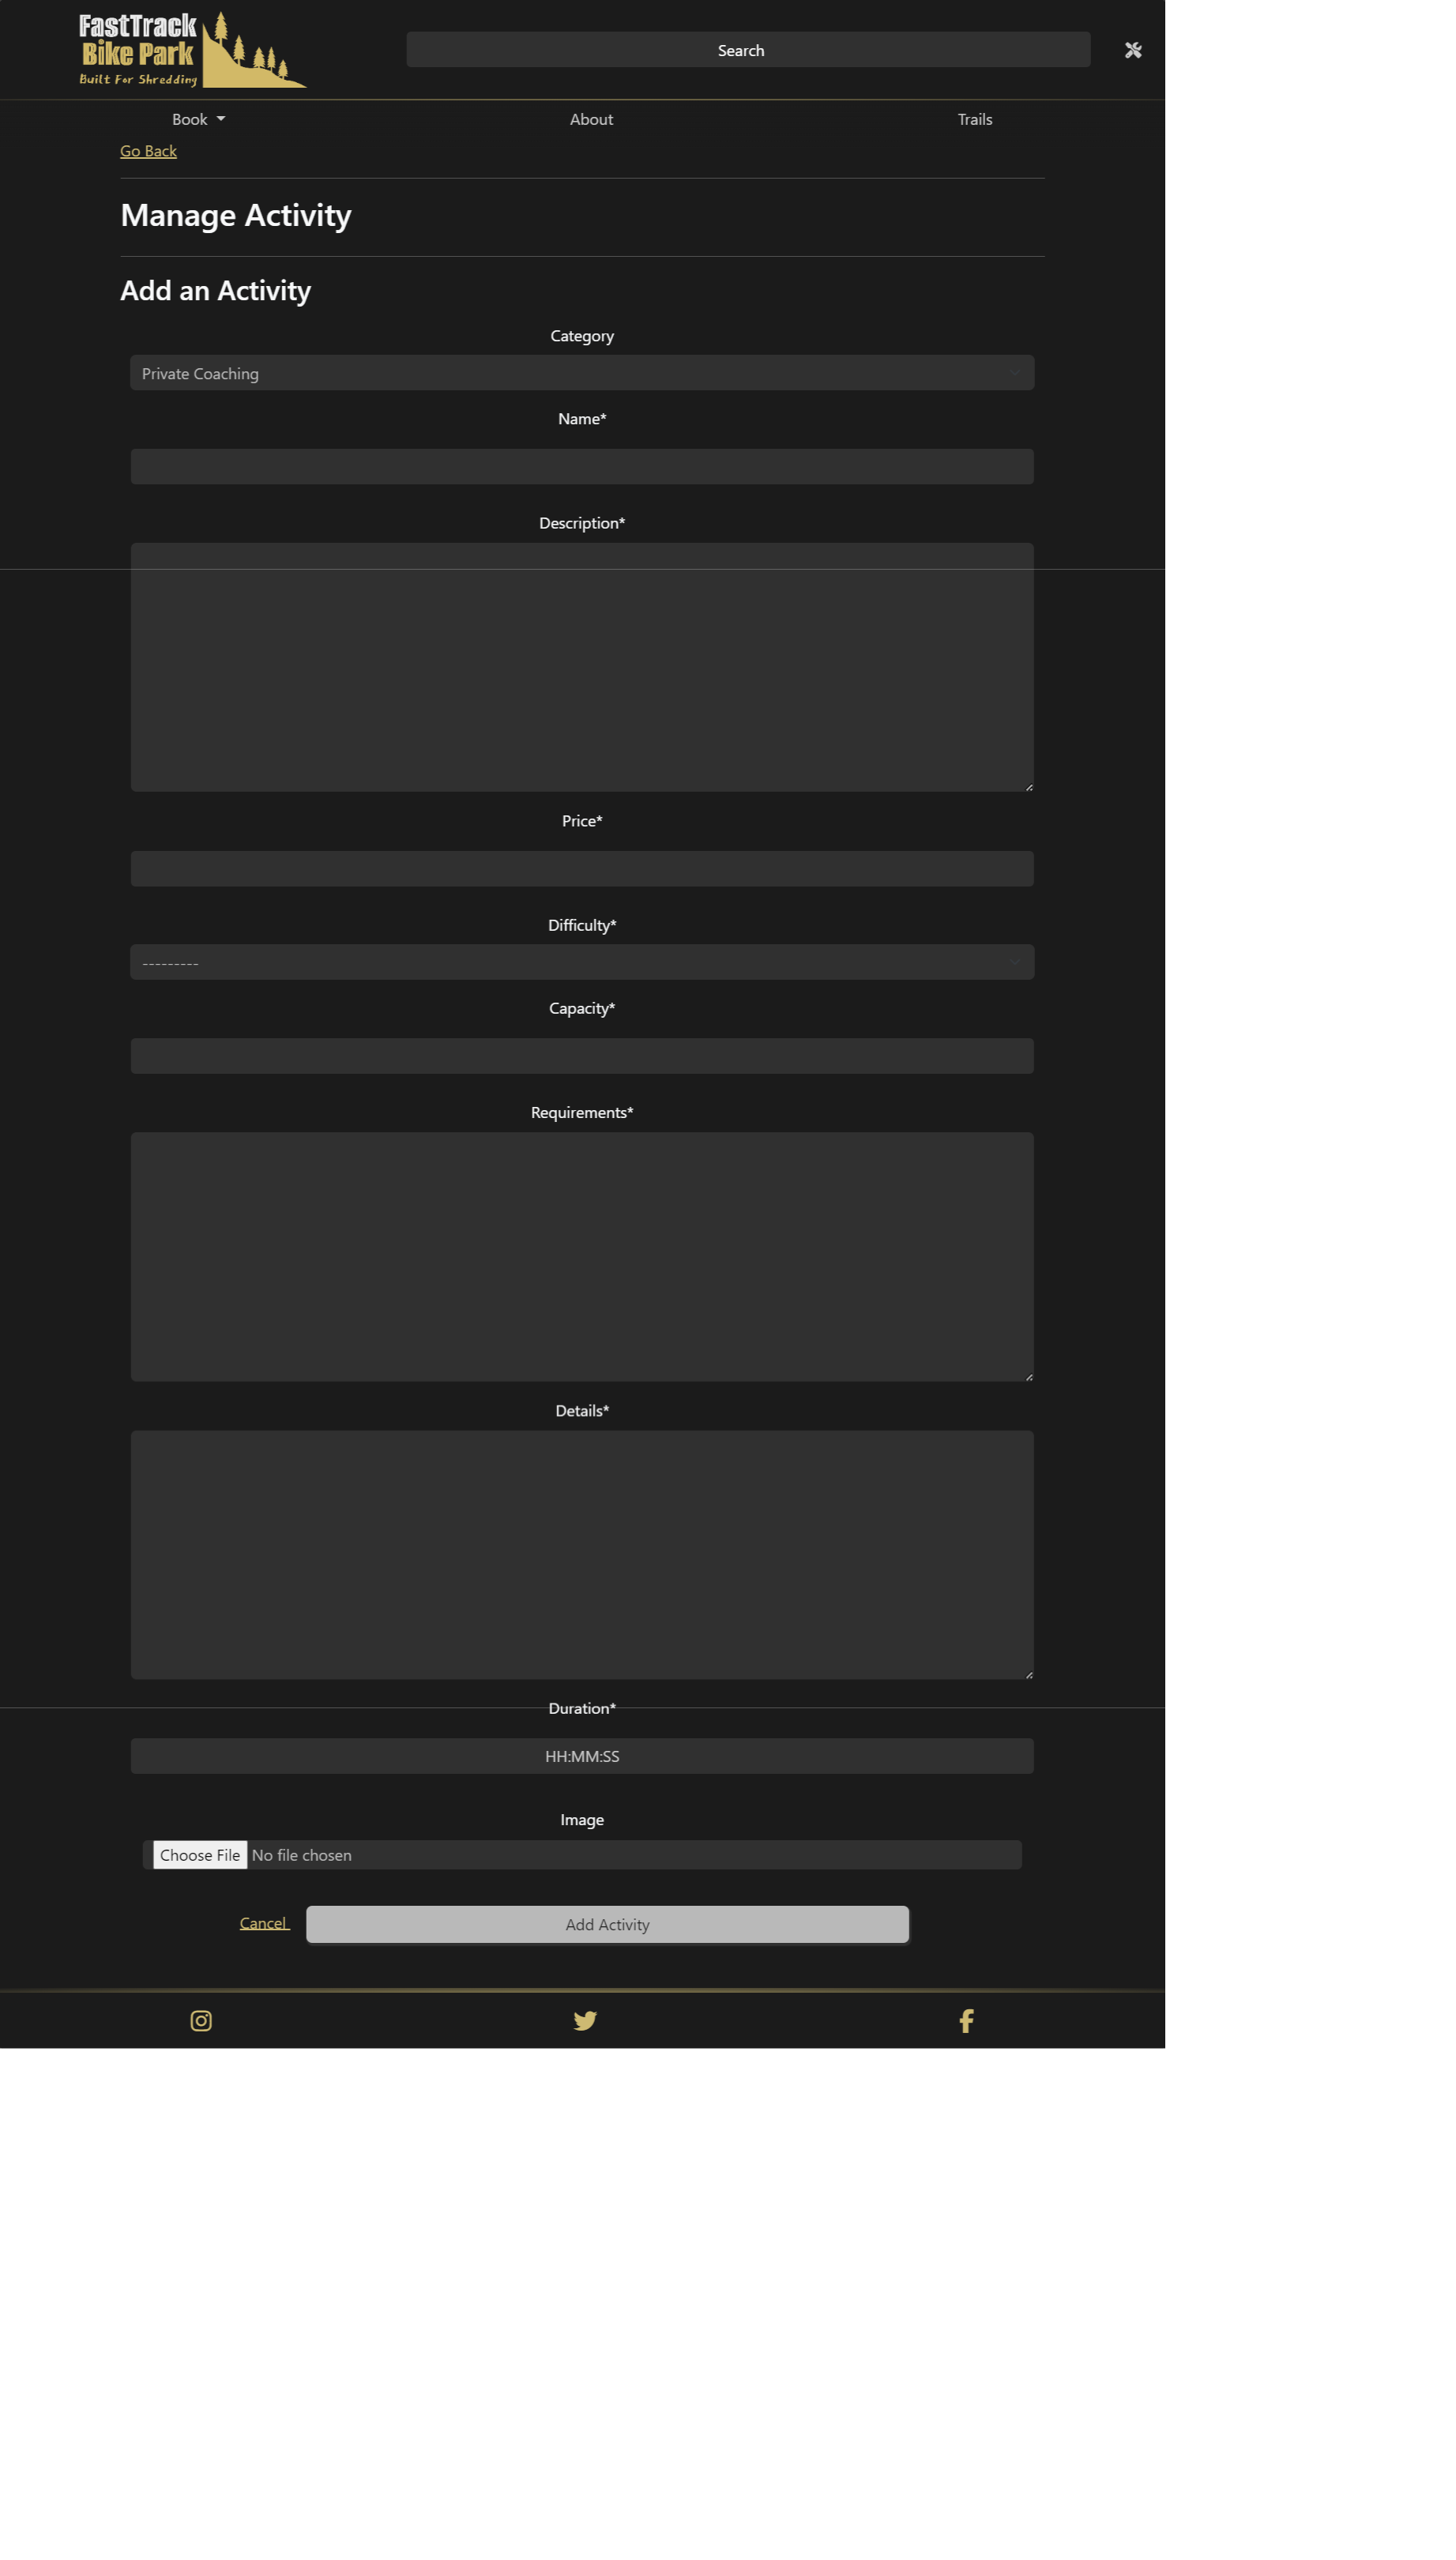 FastTrack
Bike Park
Built For Shredding
Search
Book
About
Trails
Go Back
Manage Activity
Add an Activity
Category
Private Coaching
Name*
Description*
Price*
Difficulty*
---------
Capacity*
Requirements*
Details*
Duration*
HH:MM:SS
Image
Choose File No file chosen
Cancel
Add Activity